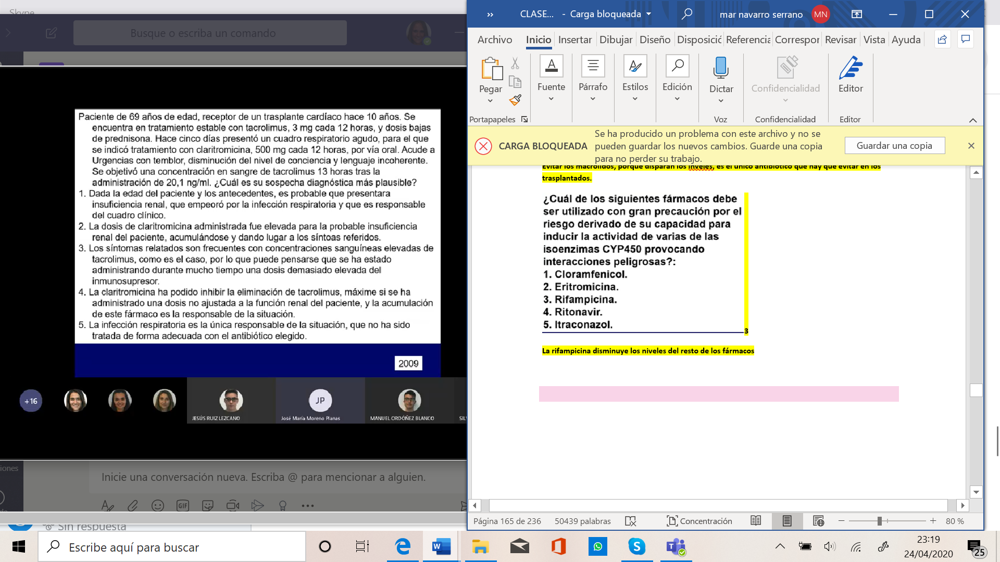 Skype
Busque o escriba un comando
Paciente de 69 años de edad, receptor de un trasplante cardíaco hace 10 años. Se
encuentra en tratamiento estable con tacrolimus, 3 mg cada 12 horas, y dosis bajas
de prednisona. Hace cinco días presentó un cuadro respiratorio agudo, para el que
se indicó tratamiento con claritromicina, 500 mg cada 12 horas, por vía oral. Acude a
Urgencias con temblor, disminución del nivel de conciencia y lenguaje incoherente.
Se objetivó una concentración en sangre de tacrolimus 13 horas tras la
administración de 20,1 ng/ml. ¿Cuál es su sospecha diagnóstica más plausible?
1. Dada la edad del paciente y los antecedentes, es probable que presentara
insuficiencia renal, que empeoró por la infección respiratoria y que es responsable
del cuadro clínico.
2. La dosis de claritromicina administrada fue elevada para la probable insuficiencia
renal del paciente, acumulándose y dando lugar a los síntoas referidos.
3. Los síntomas relatados son frecuentes con concentraciones sanguíneas elevadas de
tacrolimus, como es el caso, por lo que puede pensarse que se ha estado
administrando durante mucho tiempo una dosis demasiado elevada del
inmunosupresor.
4. La claritromicina ha podido inhibir la eliminación de tacrolimus, máxime si se ha
administrado una dosis no ajustada a la función renal del paciente, y la acumulación
de este fármaco es la responsable de la situación.
5. La infección respiratoria es la única responsable de la situación, que no ha sido
tratada de forma adecuada con el antibiótico elegido.
2009
+16
JESÚS RUIZ LEZCANO
JP
José María Moreno Planas
MANUEL ORDÓÑEZ BLANCO
SIL
iones
Inicie una conversación nueva. Escriba @ para mencionar a alguien.
GIF
Sin respuesta
CLASE... - Carga bloqueada
mar navarro serrano
MN
Archivo Inicio Insertar Dibujar Diseño Disposició Referencia Correspor Revisar Vista Ayuda
Pegar
Fuente
Párrafo
Estilos
Edición
Dictar
Confidencialidad
Editor
Portapapeles
Voz
Confidencialidad
Editor
CARGA BLOQUEADA
Se ha producido un problema con este archivo y no se
pueden guardar los nuevos cambios. Guarde una copia
para no perder su trabajo.
Guardar una copia
Evitar los macrólidos, porque disparan los niveles, es el único antibiótico que hay que evitar en los
trasplantados.
¿Cuál de los siguientes fármacos debe
ser utilizado con gran precaución por el
riesgo derivado de su capacidad para
inducir la actividad de varias de las
isoenzimas CYP450 provocando
interacciones peligrosas?:
1. Cloramfenicol.
2. Eritromicina.
3. Rifampicina.
4. Ritonavir.
5. Itraconazol.
3
La rifampicina disminuye los niveles del resto de los fármacos
Página 165 de 236
50439 palabras
Concentración
80 %
Escribe aquí para buscar
23:19
24/04/2020
25